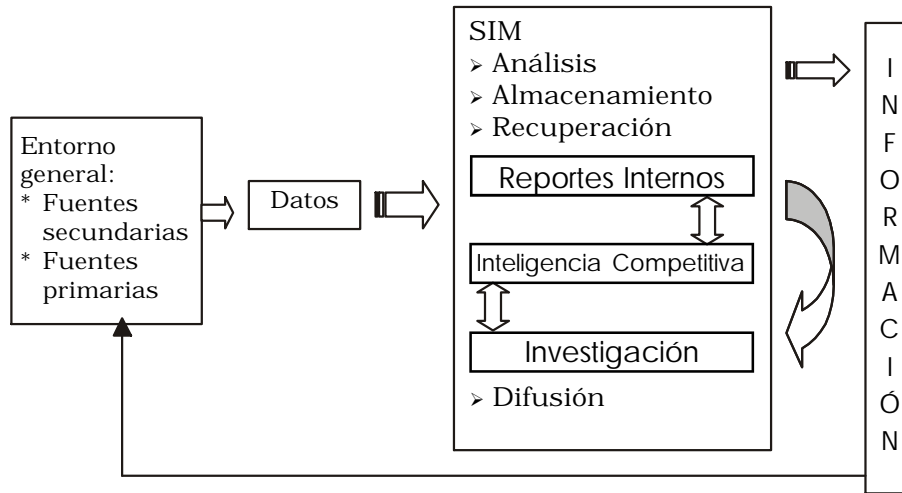 Entorno
general:
* Fuentes
secundarias
* Fuentes
primarias
Datos
SIM
➢ Análisis
➢ Almacenamiento
➢ Recuperación
Reportes Internos
Inteligencia Competitiva
Investigación
➢ Difusión
I
N
F
O
R
M
A
C
I
Ó
N